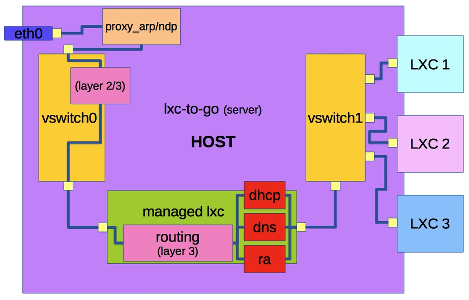 eth0
proxy_arp/ndp
(layer 2/3)
vswitch0
lxc-to-go (server)
HOST
vswitch1
LXC 1
LXC 2
LXC 3
managed lxc
routing
(layer 3)
dhcp
dns
ra